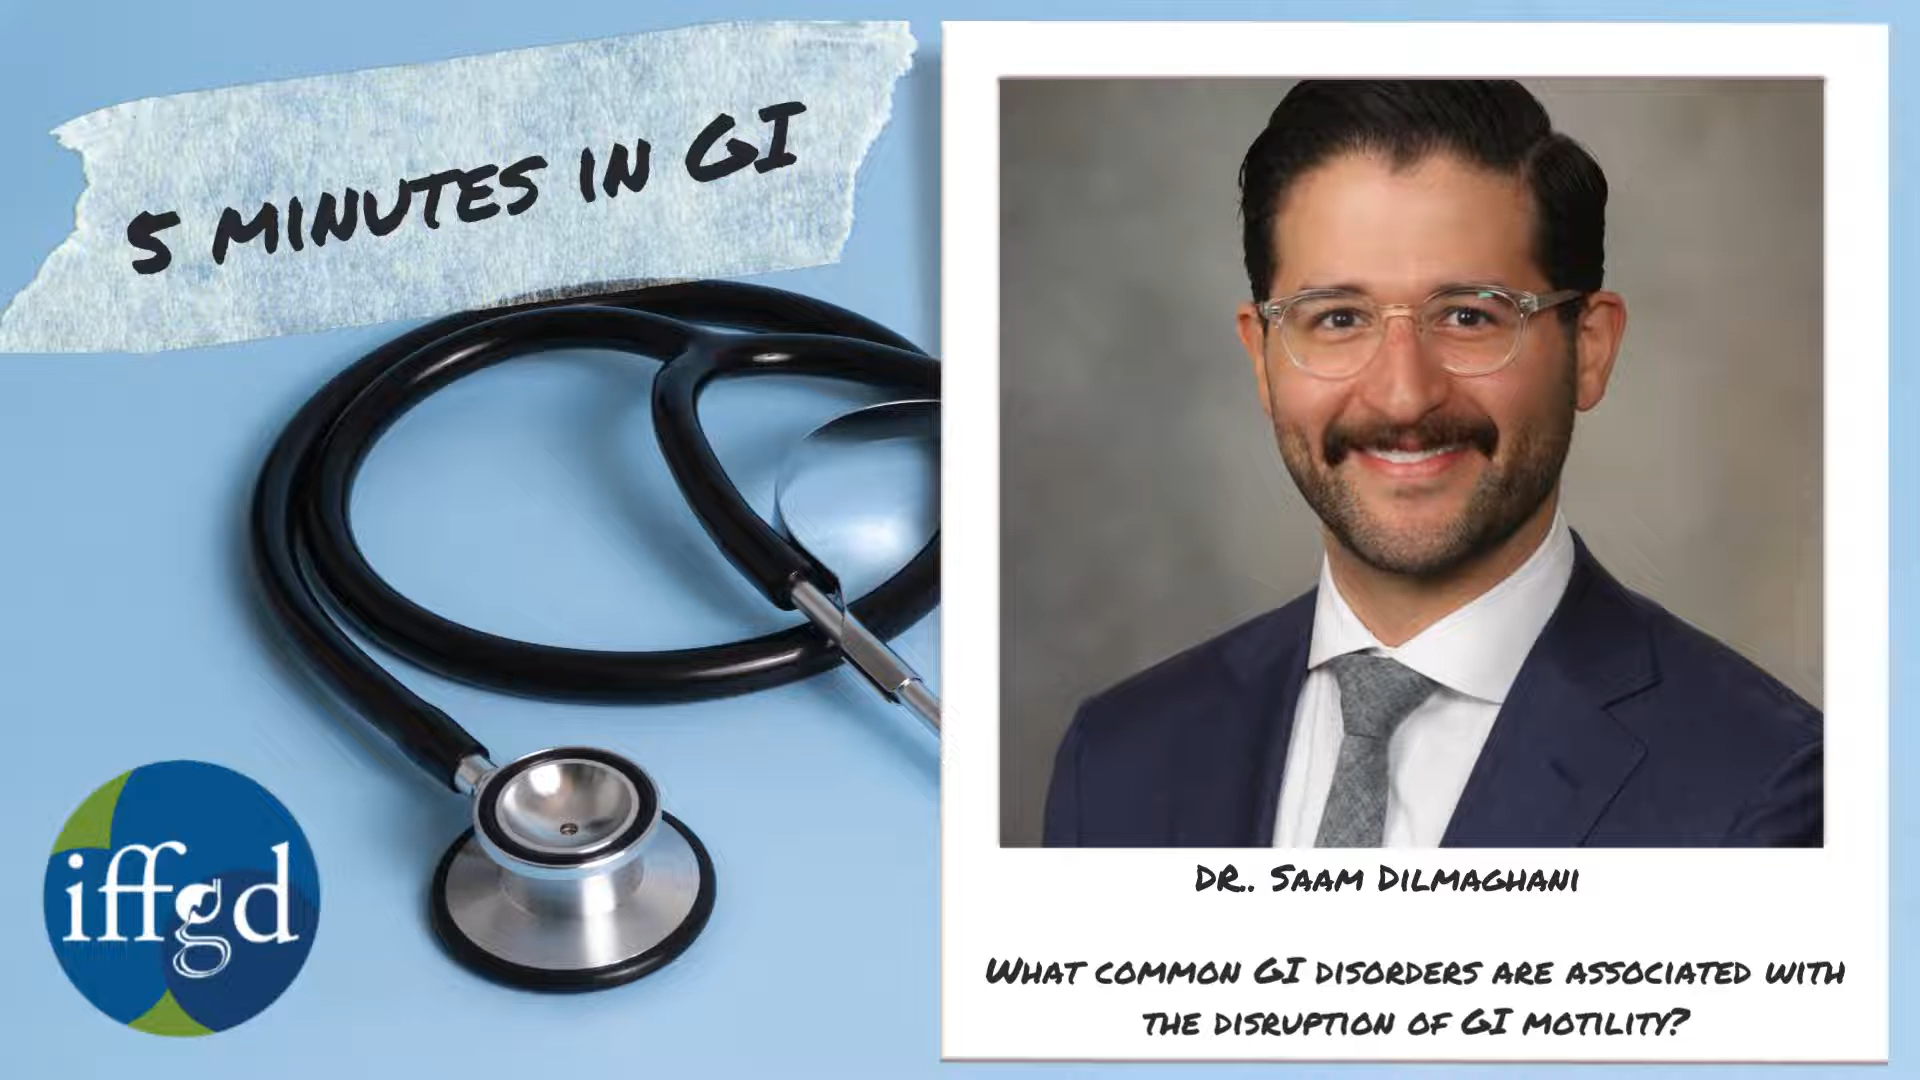 5 MINUTES IN GI
iffgd
DR.. SAAM DILMAGHANI
WHAT COMMON GI DISORDERS ARE ASSOCIATED WITH
THE DISRUPTION OF GI MOTILITY?